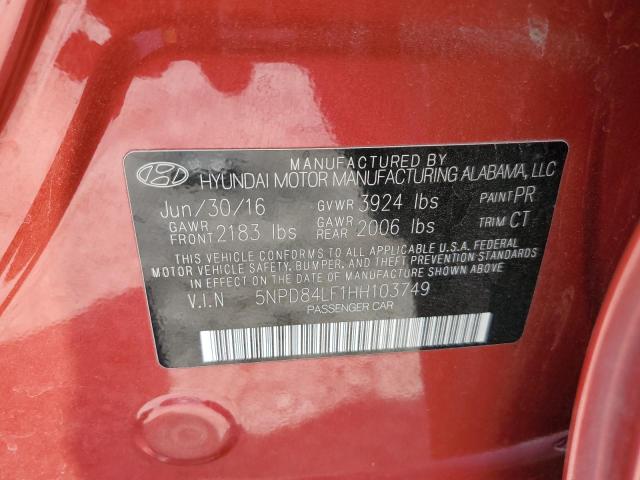 MANUFACTURED BY
HYUNDAI MOTOR MANUFACTURING ALABAMA, LLC
Jun/30/16 GVWR 3924 lbs PAINT PR
GAWR FRONT 2183 lbs GAWR REAR 2006 lbs TRIM CT
THIS VEHICLE CONFORMS TO ALL APPLICABLE U.S.A. FEDERAL
MOTOR VEHICLE SAFETY, BUMPER, AND THEFT PREVENTION
STANDARDS IN EFFECT ON THE DATE OF MANUFACTURE SHOWN ABOVE
V.I.N 5NPD84LF1HH103749
PASSENGER CAR